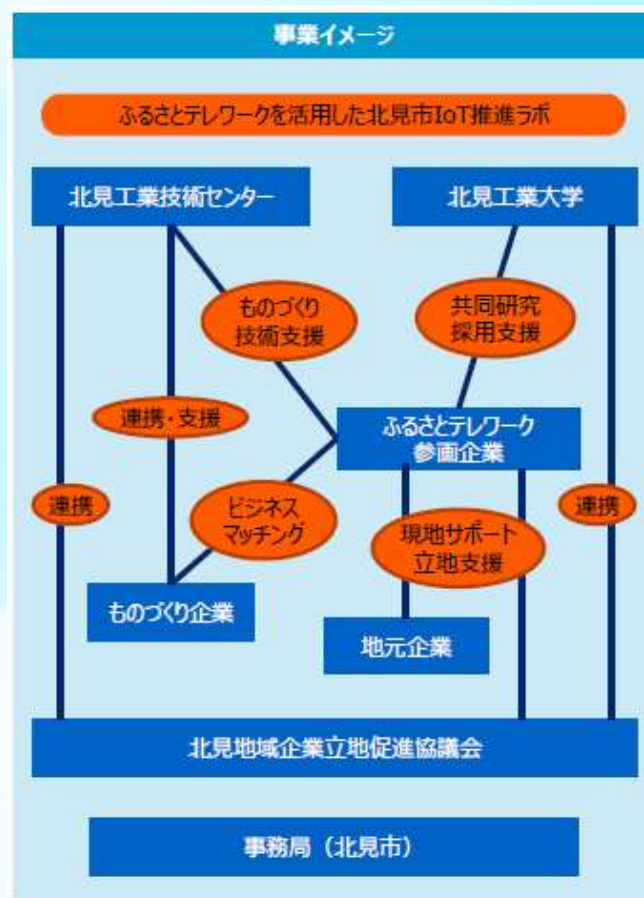 事業イメージ
ふるさとテレワークを活用した北見市IoT推進ラボ
北見工業技術センター
北見工業大学
ものづくり
技術支援
共同研究
採用支援
連携・支援
ふるさとテレワーク
参画企業
連携
ビジネス
マッチング
現地サポート
立地支援
連携
ものづくり企業
地元企業
北見地域企業立地促進協議会
事務局（北見市）